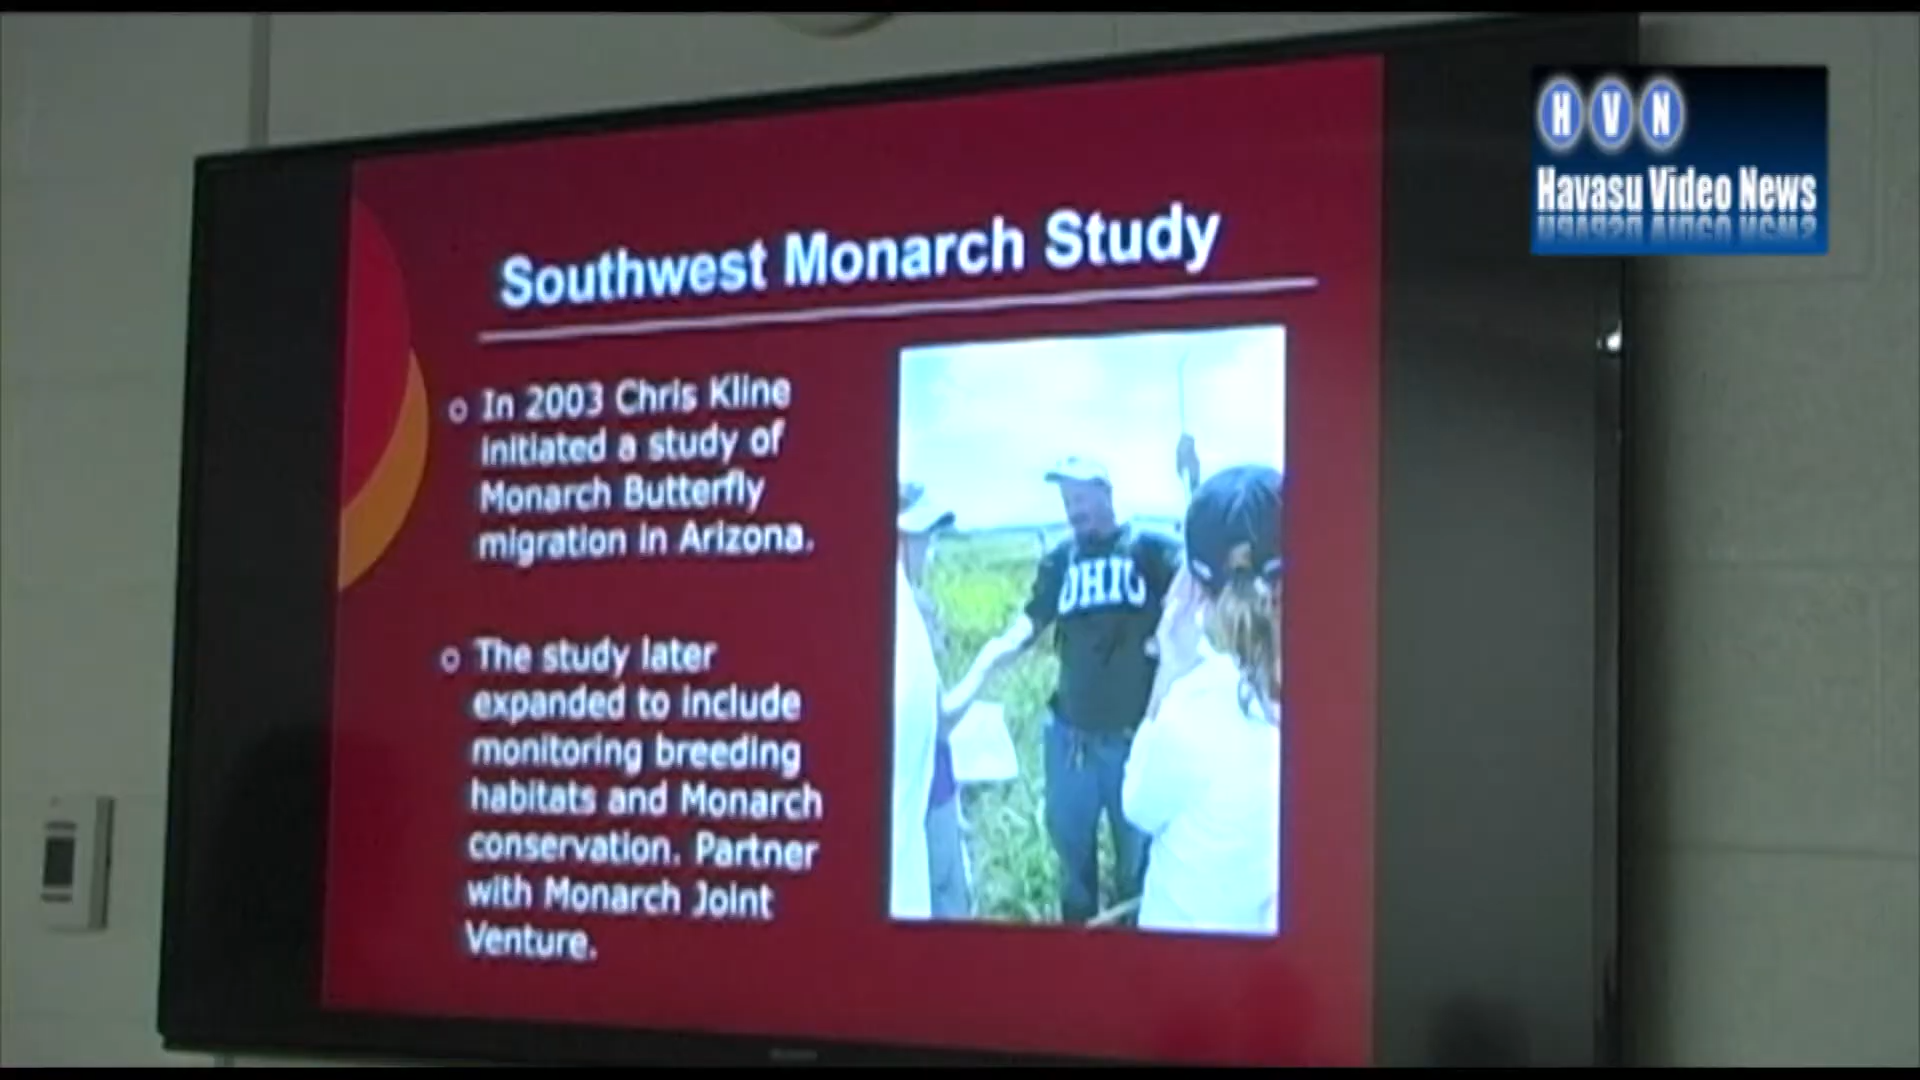 H V N
Havasu Video News
Southwest Monarch Study
o In 2003 Chris Kline
initiated a study of
Monarch Butterfly
migration in Arizona.
o The study later
expanded to include
monitoring breeding
habitats and Monarch
conservation. Partner
with Monarch Joint
Venture.
OHIO